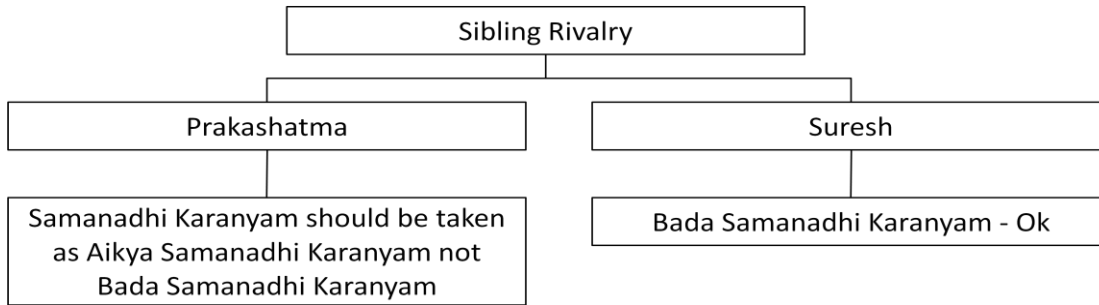 Sibling Rivalry
Prakashatma
Suresh
Samanadhi Karanyam should be taken
as Aikya Samanadhi Karanyam not
Bada Samanadhi Karanyam
Bada Samanadhi Karanyam - Ok